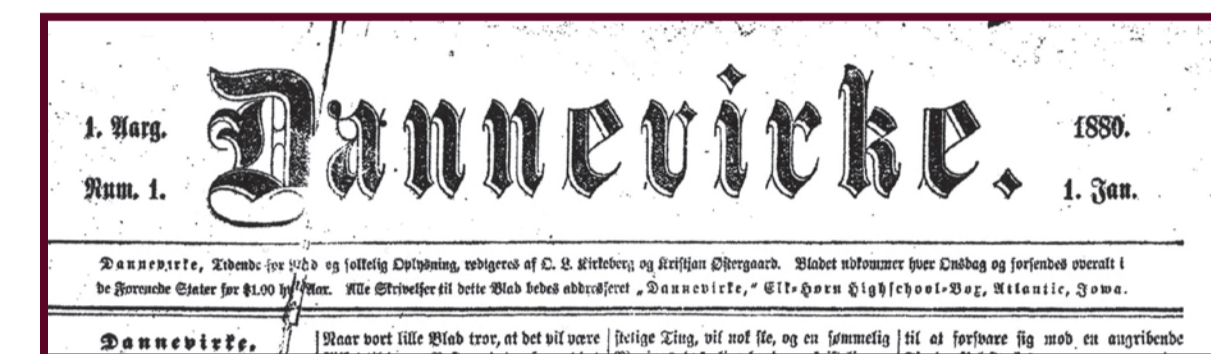 1. Aarg.
Num. 1.
Dannevirke.
1880.
1. Jan.
Dannevirke, Tidende for og folkelig Oplysning, redigeres af O. L. Kirkeberg og Kristjan Østergaard. Bladet udkommer hver Onsdag og forsendes overalt i
de Forenede Stater for $1.00 Aar. Alle Skrivelser til dette Blad bedes addresseret „Dannevirke,“ Elk-Horn Highschool-Box, Atlantic, Iowa.
Dannevirke.
Naar vort lille Blad tror, at det vil være
stelige Ting, vil nok ske, og en sømmelig
til at forsvare sig mod en angribende